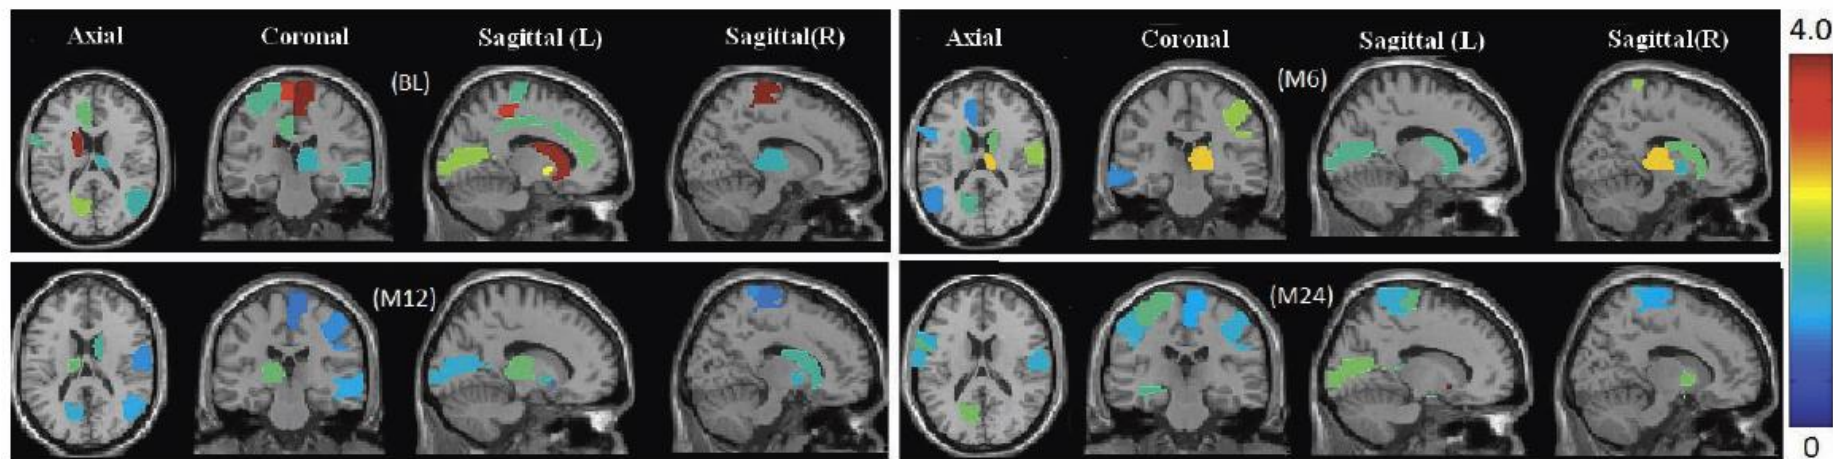 Axial Coronal Sagittal (L) Sagittal(R)
(BL)
Axial Coronal Sagittal (L) Sagittal(R)
(M6)
(M12)
(M24)
4.0
0